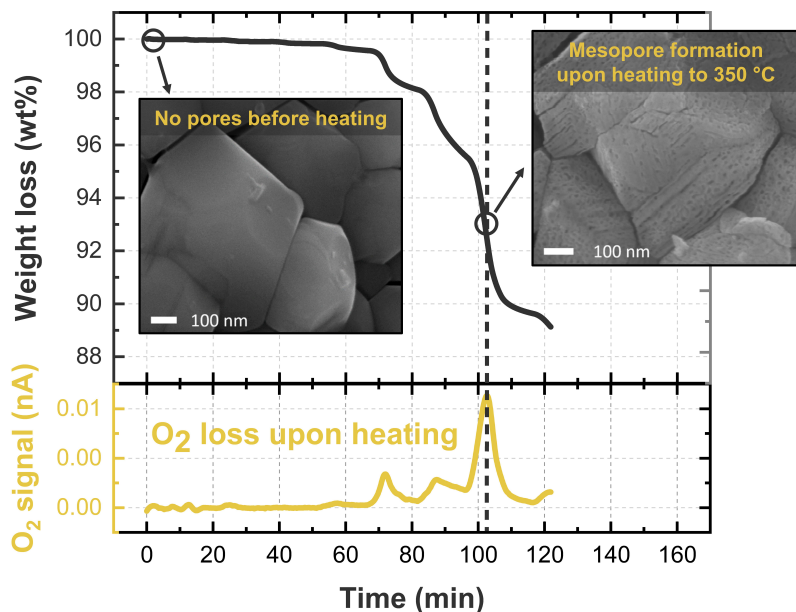 Weight loss (wt%)
100
98
96
94
92
90
88
No pores before heating
100 nm
Mesopore formation
upon heating to 350 °C
100 nm
O2 signal (nA)
0.01
0.00
0.00
O2 loss upon heating
0 20 40 60 80 100 120 140 160
Time (min)